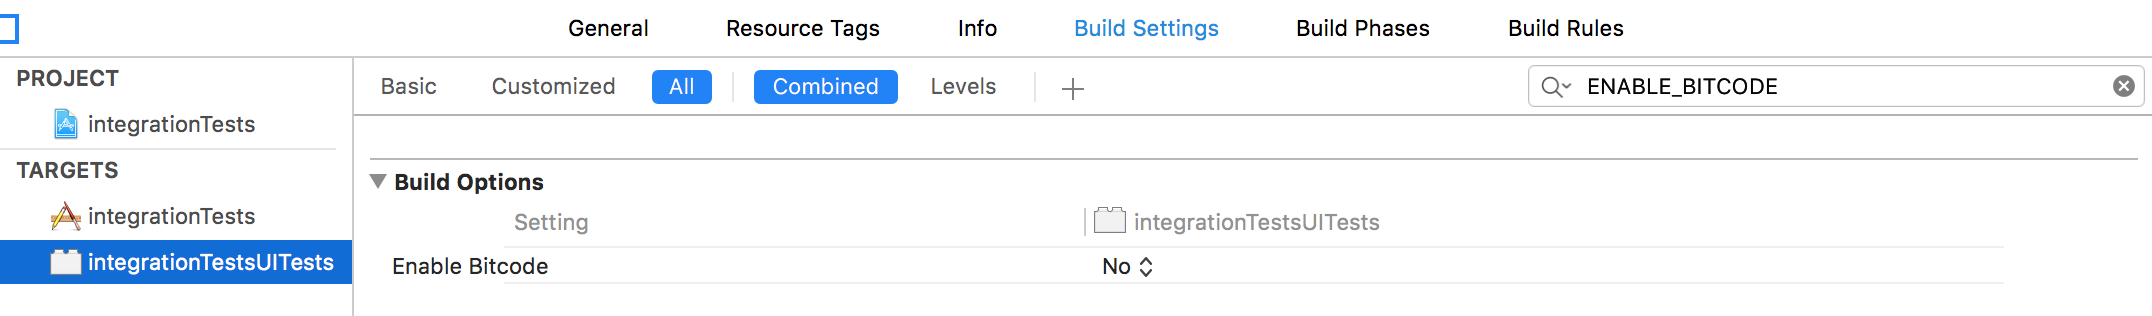 General Resource Tags Info Build Settings Build Phases Build Rules
PROJECT
integrationTests
TARGETS
integrationTests
integrationTestsUITests
Basic Customized All Combined Levels + ENABLE_BITCODE
Build Options
Setting integrationTestsUITests
Enable Bitcode No